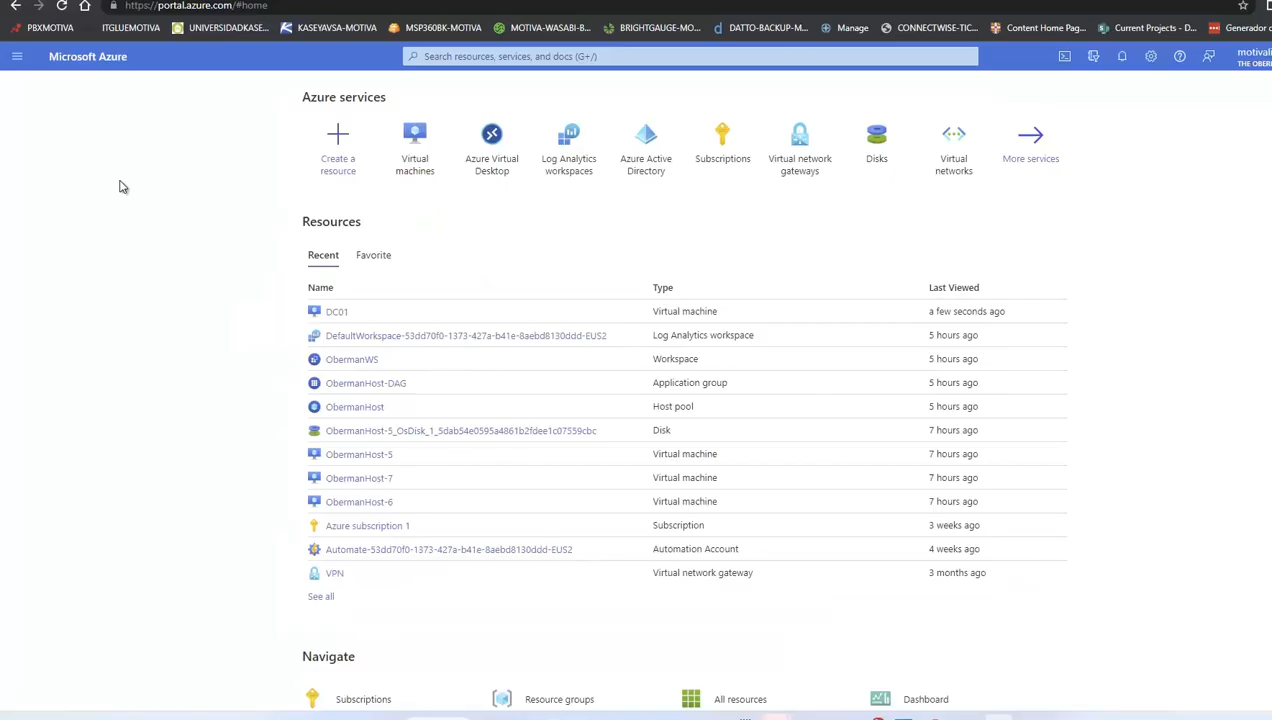 https://portal.azure.com/#home
PBXMOTIVA ITGLUEMOTIVA UNIVERSIDADKASE... KASEYAVSA-MOTIVA MSP360BK-MOTIVA MOTIVA-WASABI-B... BRIGHTGAUGE-MO... DATTO-BACKUP-M... Manage CONNECTWISE-TIC... Content Home Pag... Current Projects - D... Generador
Microsoft Azure
Search resources, services, and docs (G+/)
motivali
THE OBER
Azure services
Create a resource
Virtual machines
Azure Virtual Desktop
Log Analytics workspaces
Azure Active Directory
Subscriptions
Virtual network gateways
Disks
Virtual networks
More services
Resources
Recent Favorite
Name Type Last Viewed
DC01 Virtual machine a few seconds ago
DefaultWorkspace-53dd70f0-1373-427a-b41e-8aebd8130ddd-EUS2 Log Analytics workspace 5 hours ago
ObermanWS Workspace 5 hours ago
ObermanHost-DAG Application group 5 hours ago
ObermanHost Host pool 5 hours ago
ObermanHost-5_OsDisk_1_5dab54e0595a4861b2fdee1c07559cbc Disk 7 hours ago
ObermanHost-5 Virtual machine 7 hours ago
ObermanHost-7 Virtual machine 7 hours ago
ObermanHost-6 Virtual machine 7 hours ago
Azure subscription 1 Subscription 3 weeks ago
Automate-53dd70f0-1373-427a-b41e-8aebd8130ddd-EUS2 Automation Account 4 weeks ago
VPN Virtual network gateway 3 months ago
See all
Navigate
Subscriptions Resource groups All resources Dashboard